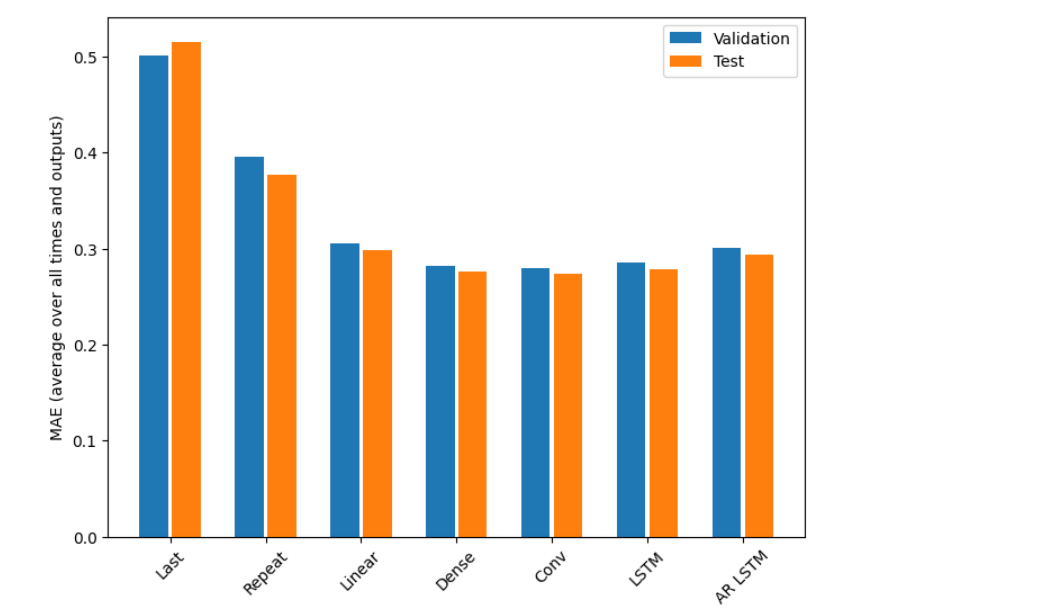 Validation
Test
MAE (average over all times and outputs)
0.5
0.4
0.3
0.2
0.1
0.0
Last
Repeat
Linear
Dense
Conv
LSTM
AR LSTM